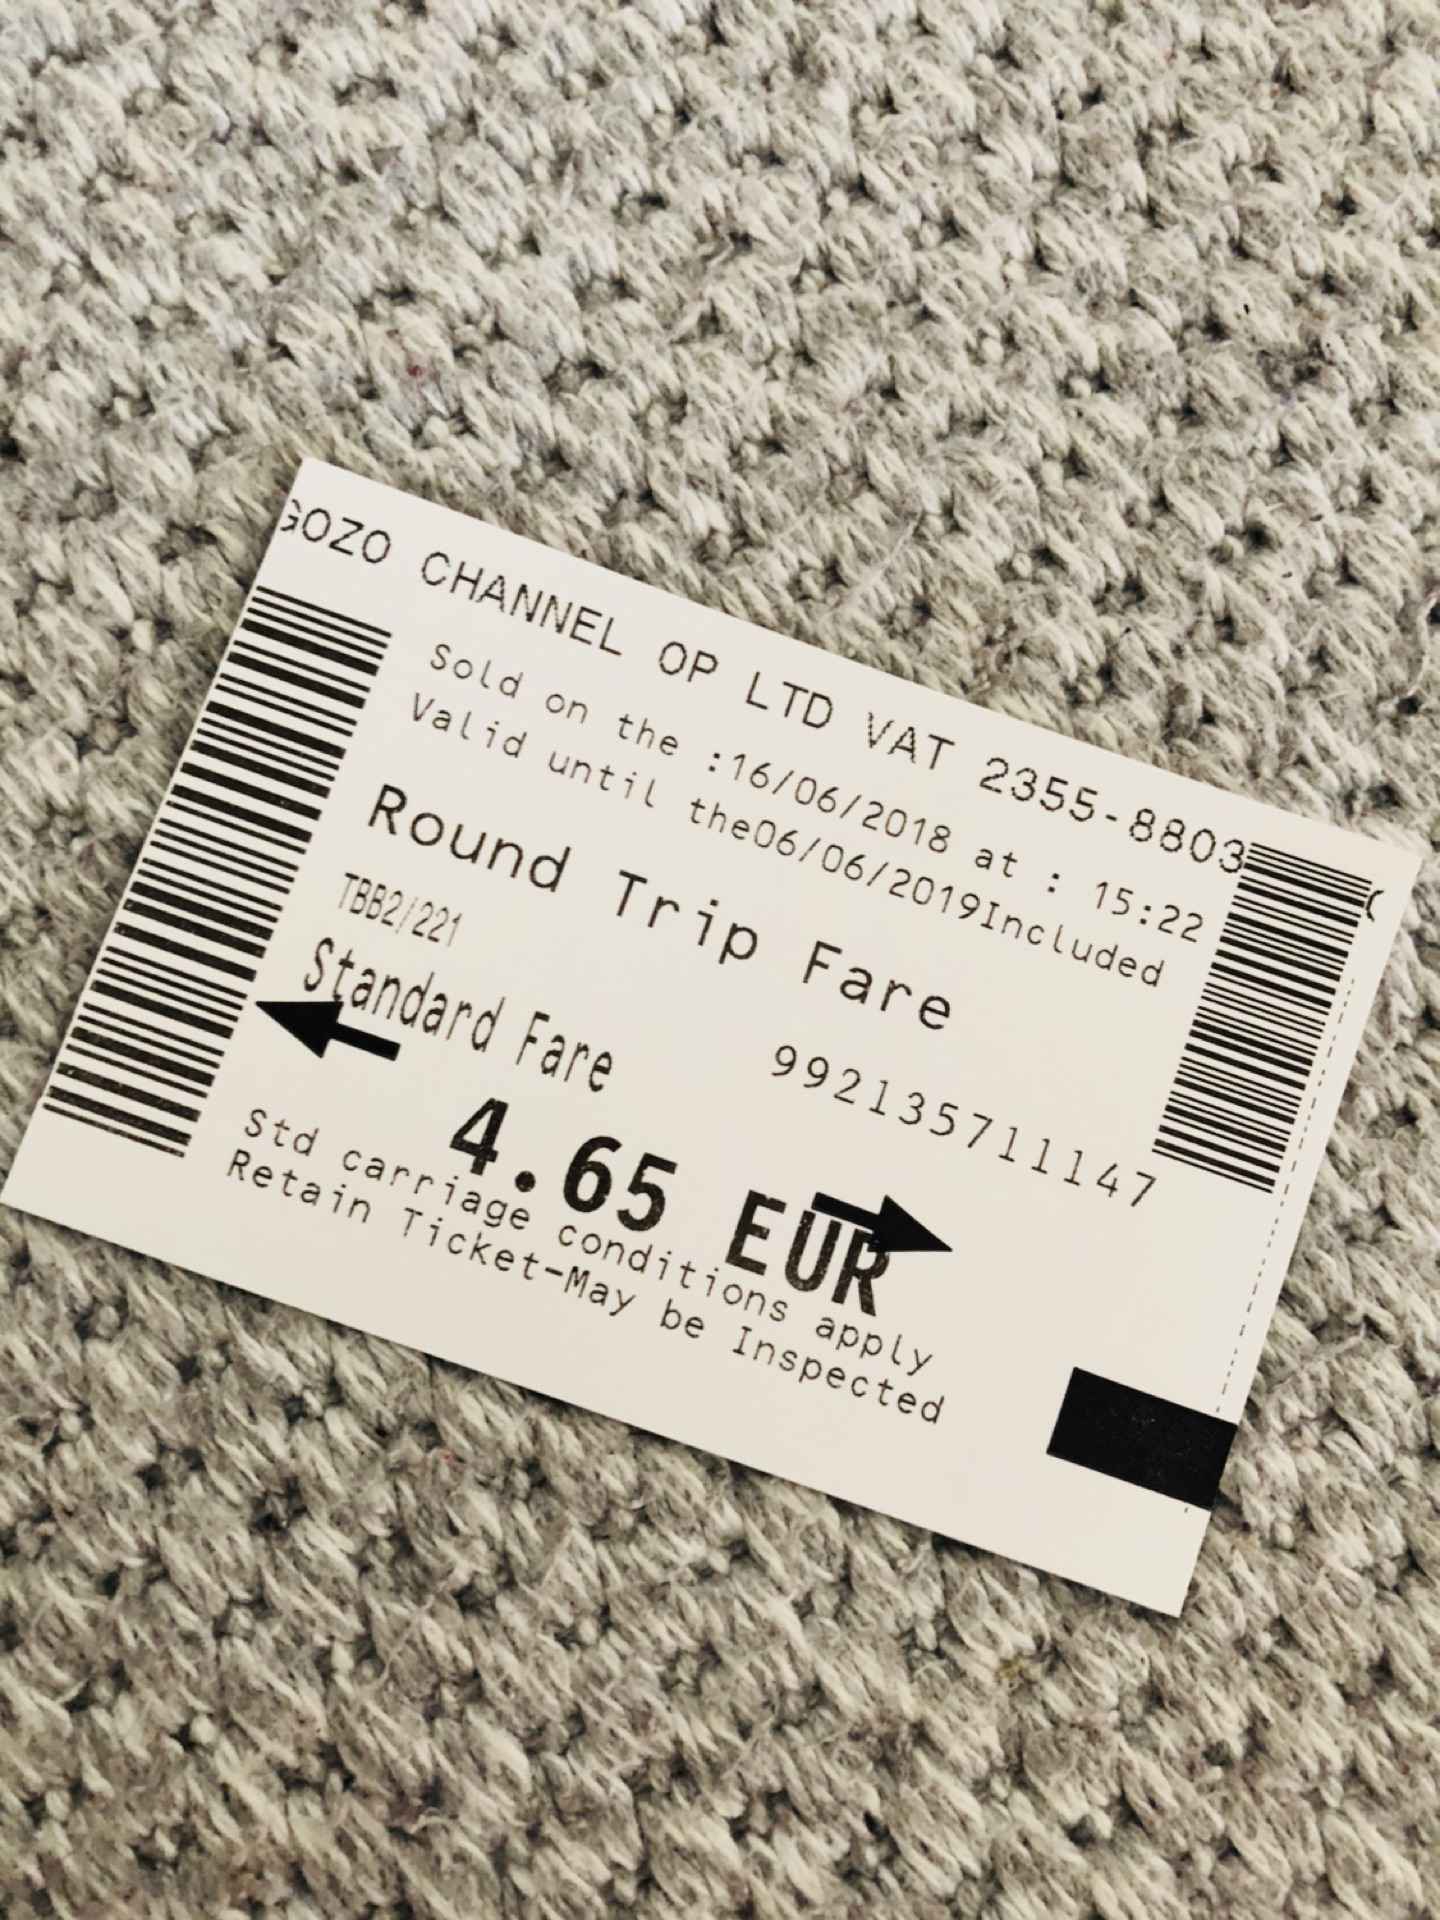 GOZO CHANNEL OP LTD VAT 2355-8803
Sold on the :16/06/2018 at : 15:22
Valid until the06/06/2019Included
Round Trip Fare
TBB2/221
Standard Fare
99213571147
4.65 EUR
Std carriage conditions apply
Retain Ticket-May be Inspected